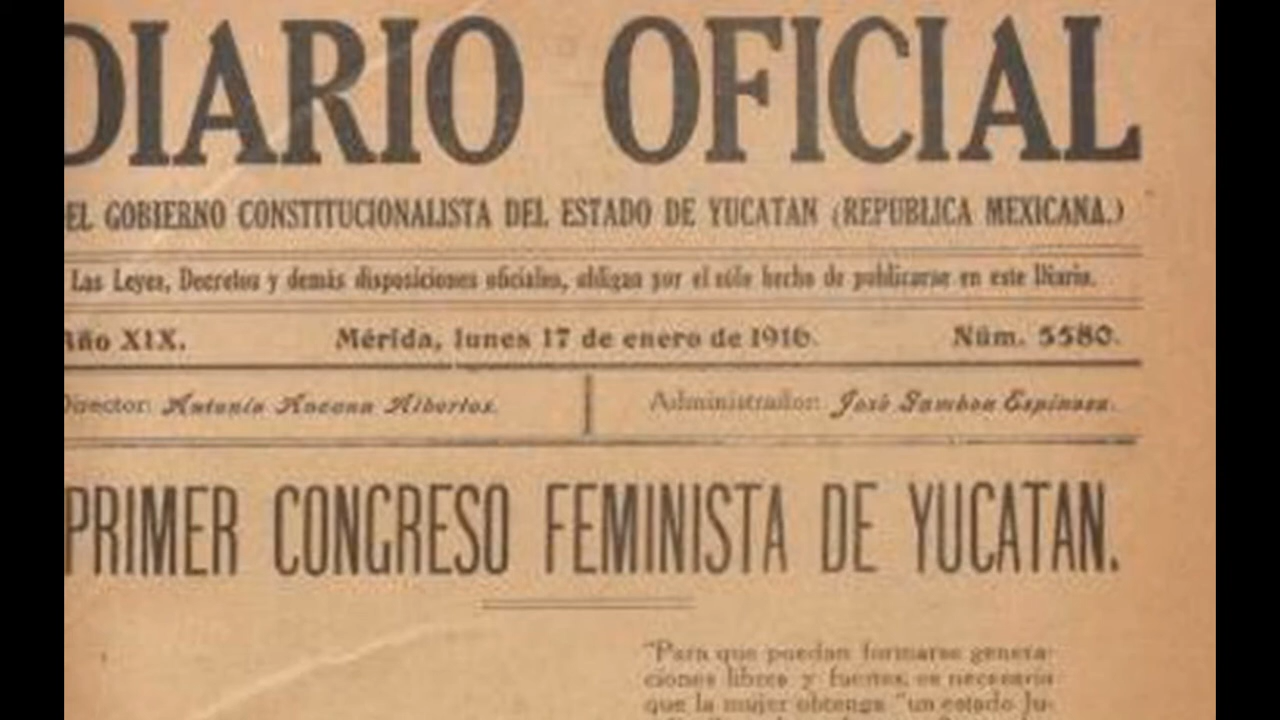 DIARIO OFICIAL
EL GOBIERNO CONSTITUCIONALISTA DEL ESTADO DE YUCATAN (REPUBLICA MEXICANA.)
Las Leyes, Decretos y demás disposiciones oficiales, obligan por el sólo hecho de publicarse en este Diario.
Año XIX. Mérida, lunes 17 de enero de 1916. Núm. 5580.
Director: Antonio Ancona Albertos. Administrador: José Gamboa Espinosa.
PRIMER CONGRESO FEMINISTA DE YUCATAN.
"Para que puedan formarse genera-
ciones libres y fuertes, es necesario
que la mujer obtenga "un estado Ju-